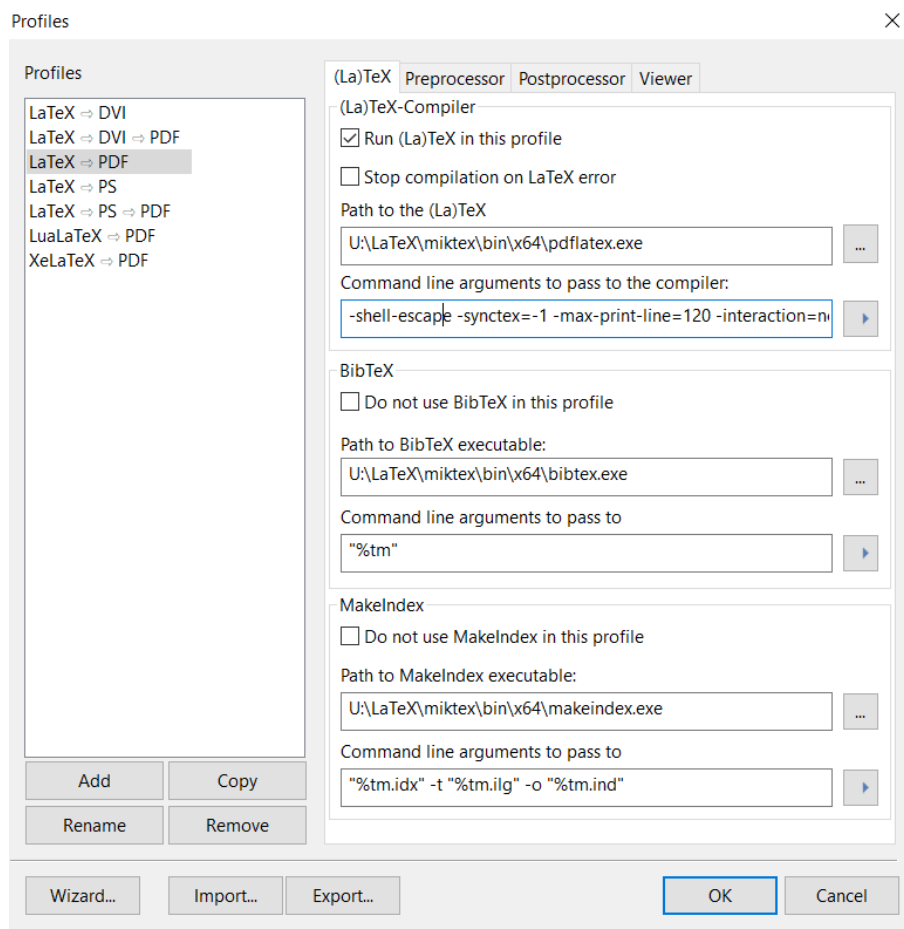 Profiles
Profiles
LaTeX ⇨ DVI
LaTeX ⇨ DVI ⇨ PDF
LaTeX ⇨ PDF
LaTeX ⇨ PS
LaTeX ⇨ PS ⇨ PDF
LuaLaTeX ⇨ PDF
XeLaTeX ⇨ PDF
Add Copy
Rename Remove
(La)TeX Preprocessor Postprocessor Viewer
(La)TeX-Compiler
Run (La)TeX in this profile
Stop compilation on LaTeX error
Path to the (La)TeX
U:\LaTeX\miktex\bin\x64\pdflatex.exe
...
Command line arguments to pass to the compiler:
-shell-escape -synctex=-1 -max-print-line=120 -interaction=n
BibTeX
Do not use BibTeX in this profile
Path to BibTeX executable:
U:\LaTeX\miktex\bin\x64\bibtex.exe
...
Command line arguments to pass to
"%tm"
MakeIndex
Do not use MakeIndex in this profile
Path to MakeIndex executable:
U:\LaTeX\miktex\bin\x64\makeindex.exe
...
Command line arguments to pass to
"%tm.idx" -t "%tm.ilg" -o "%tm.ind"
Wizard... Import... Export... OK Cancel